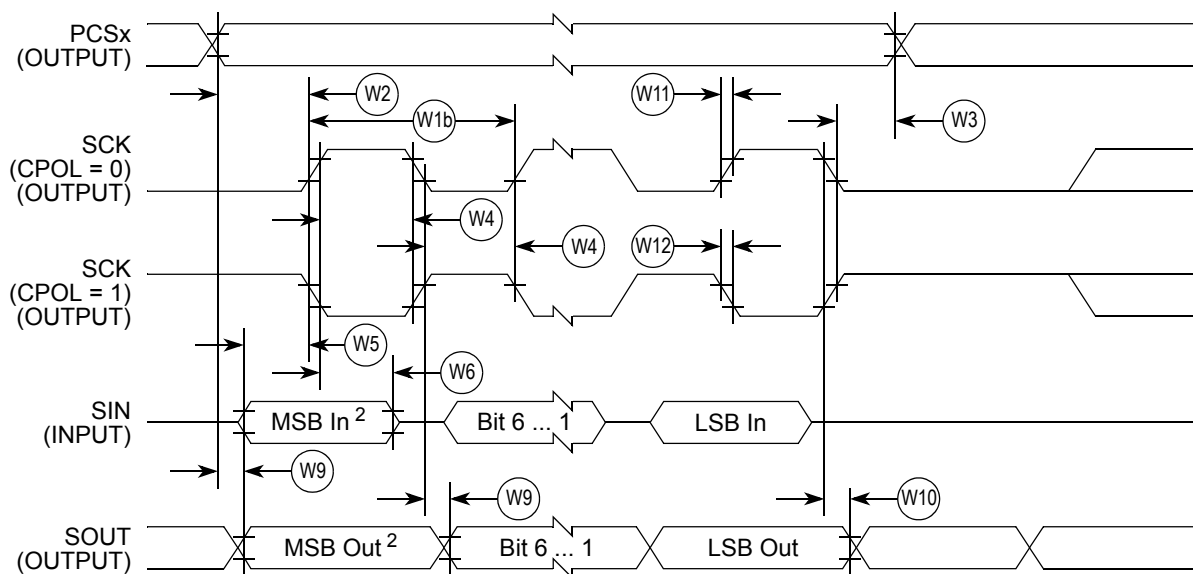 PCSx
(OUTPUT)
W2
W11
W1b
W3
SCK
(CPOL = 0)
(OUTPUT)
W4
W4
W12
SCK
(CPOL = 1)
(OUTPUT)
W5
W6
SIN
(INPUT)
MSB In 2
Bit 6 ... 1
LSB In
W9
W9
W10
SOUT
(OUTPUT)
MSB Out 2
Bit 6 ... 1
LSB Out